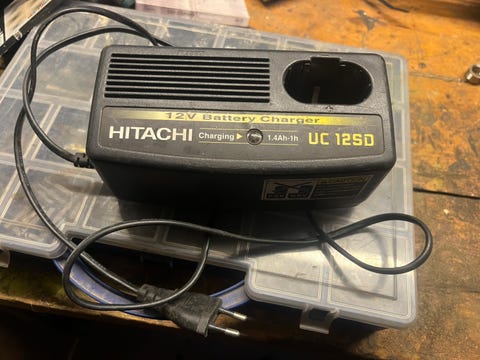 12V Battery Charger
HITACHI Charging ▶ 1.4Ah-1h UC 12SD